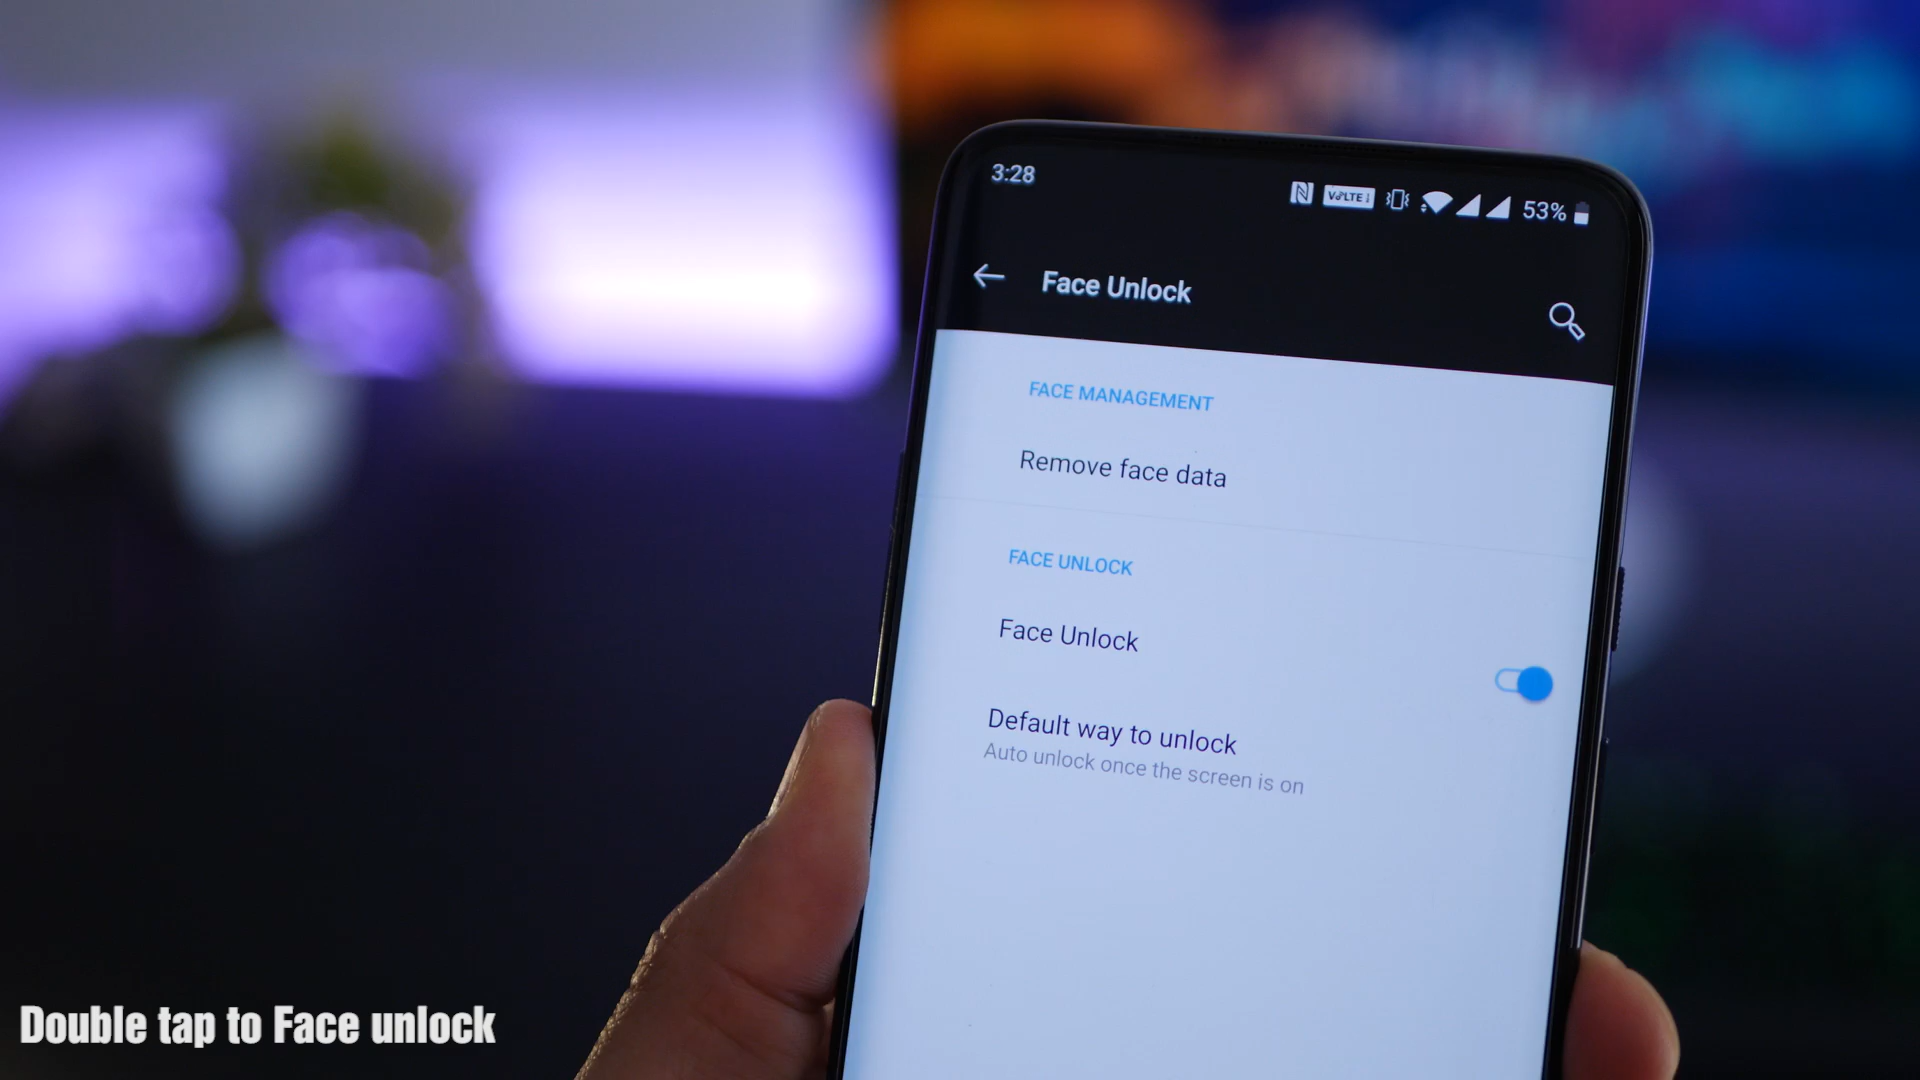 3:28
VoLTE 1
53%
Face Unlock
FACE MANAGEMENT
Remove face data
FACE UNLOCK
Face Unlock
Default way to unlock
Auto unlock once the screen is on
Double tap to Face unlock